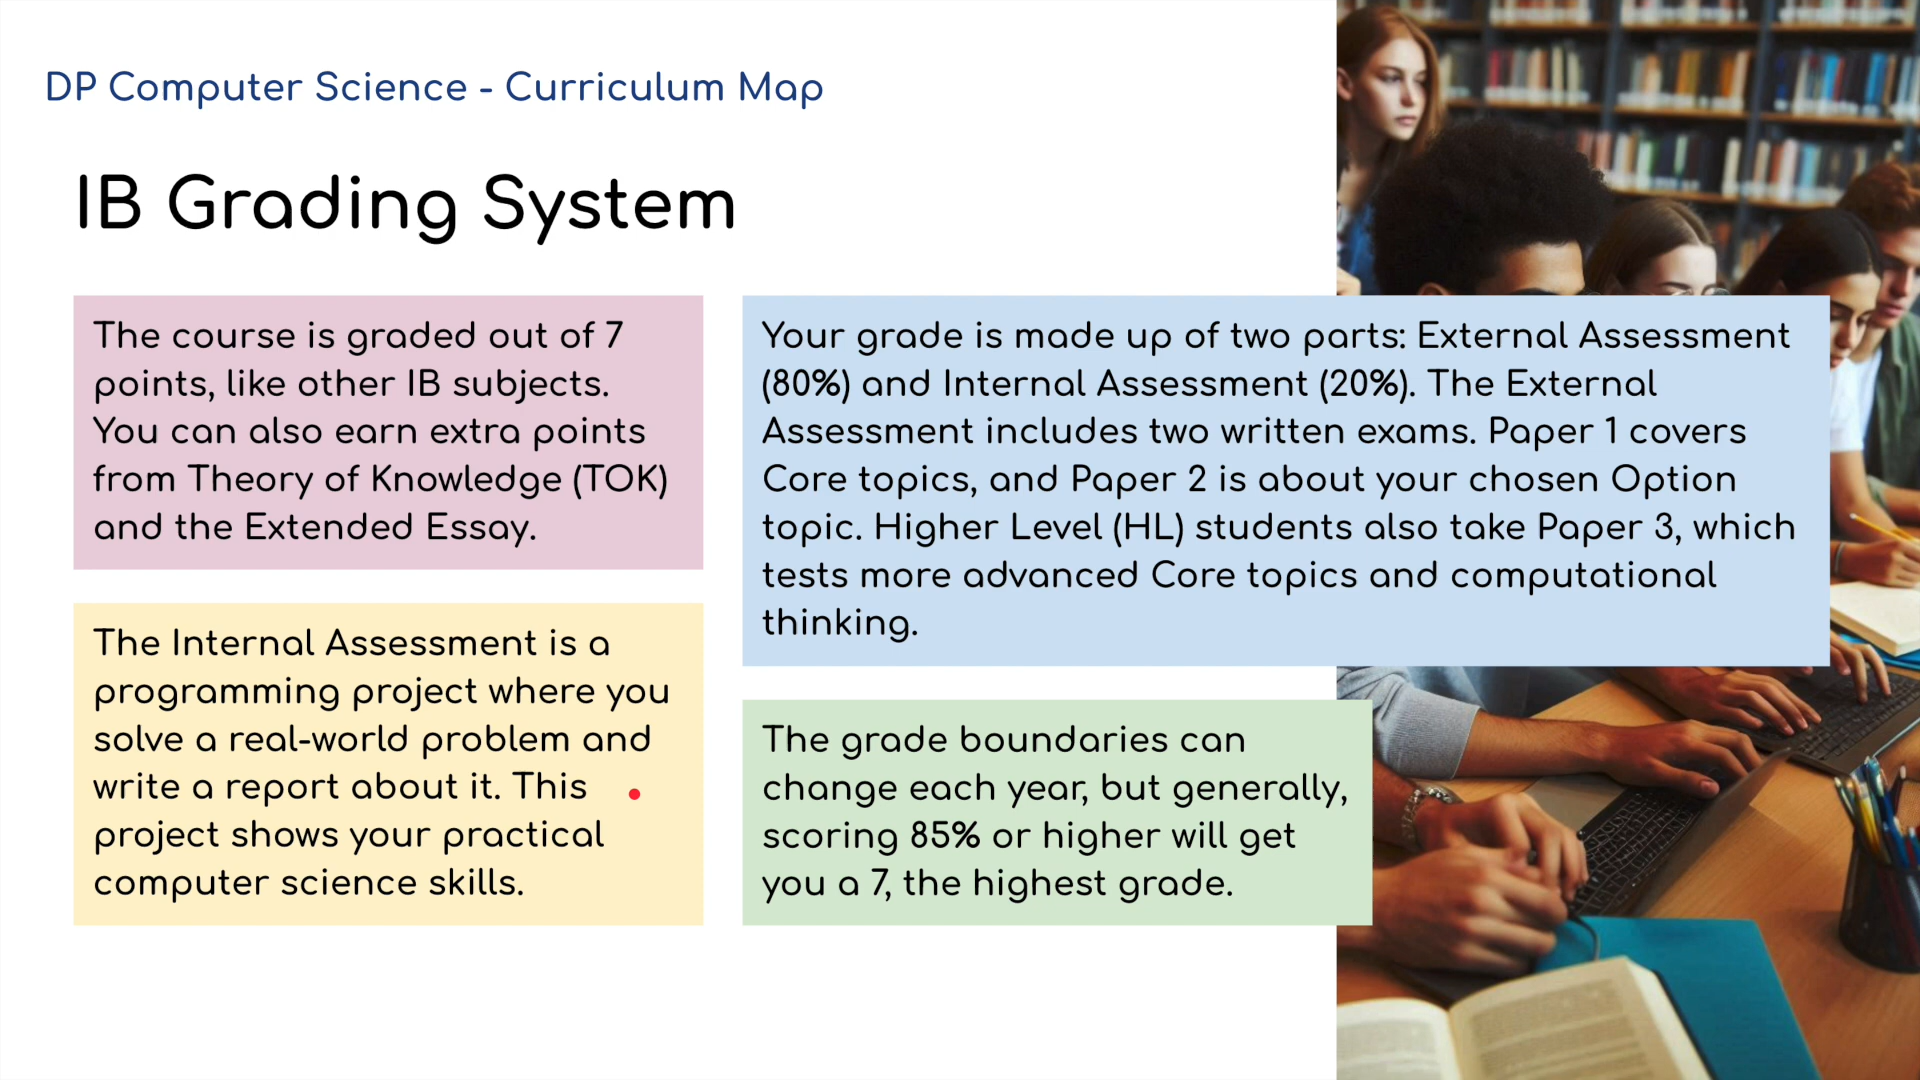 DP Computer Science - Curriculum Map
IB Grading System
The course is graded out of 7
points, like other IB subjects.
You can also earn extra points
from Theory of Knowledge (TOK)
and the Extended Essay.
The Internal Assessment is a
programming project where you
solve a real-world problem and
write a report about it. This
project shows your practical
computer science skills.
Your grade is made up of two parts: External Assessment
(80%) and Internal Assessment (20%). The External
Assessment includes two written exams. Paper 1 covers
Core topics, and Paper 2 is about your chosen Option
topic. Higher Level (HL) students also take Paper 3, which
tests more advanced Core topics and computational
thinking.
The grade boundaries can
change each year, but generally,
scoring 85% or higher will get
you a 7, the highest grade.